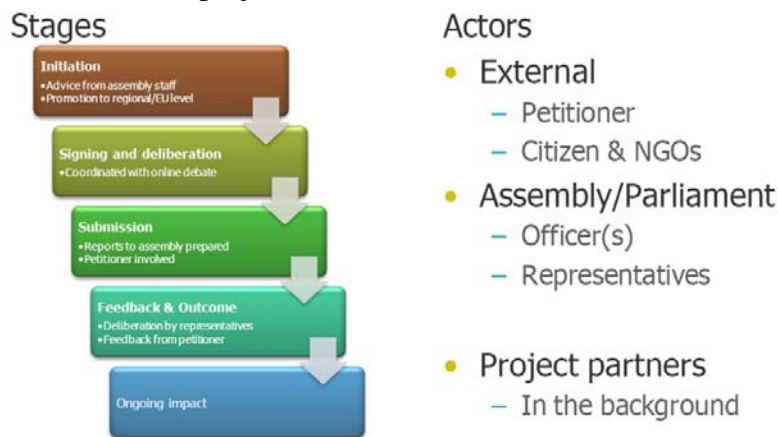 Stages
Initiation
•Advice from assembly staff
•Promotion to regional/EU level
Signing and deliberation
•Coordinated with online debate
Submission
•Reports to assembly prepared
•Petitioner involved
Feedback & Outcome
•Deliberation by representatives
•Feedback from petitioner
Ongoing impact
Actors
• External
– Petitioner
– Citizen & NGOs
• Assembly/Parliament
– Officer(s)
– Representatives
• Project partners
– In the background